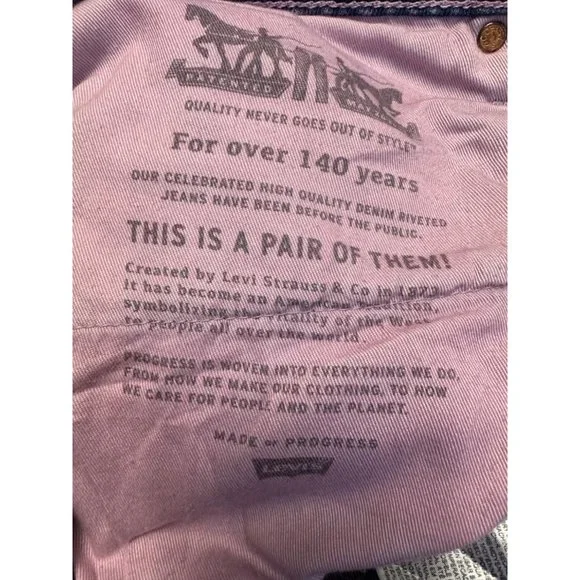 PATENTED
QUALITY NEVER GOES OUT OF STYLE™
For over 140 years
OUR CELEBRATED HIGH QUALITY DENIM RIVETED
JEANS HAVE BEEN BEFORE THE PUBLIC.
THIS IS A PAIR OF THEM!
Created by Levi Strauss & Co in 1873
it has become an American tradition,
symbolizing the vitality of the West
to people all over the world.
PROGRESS IS WOVEN INTO EVERYTHING WE DO,
FROM HOW WE MAKE OUR CLOTHING, TO HOW
WE CARE FOR PEOPLE AND THE PLANET.
MADE OF PROGRESS
LEVI'S